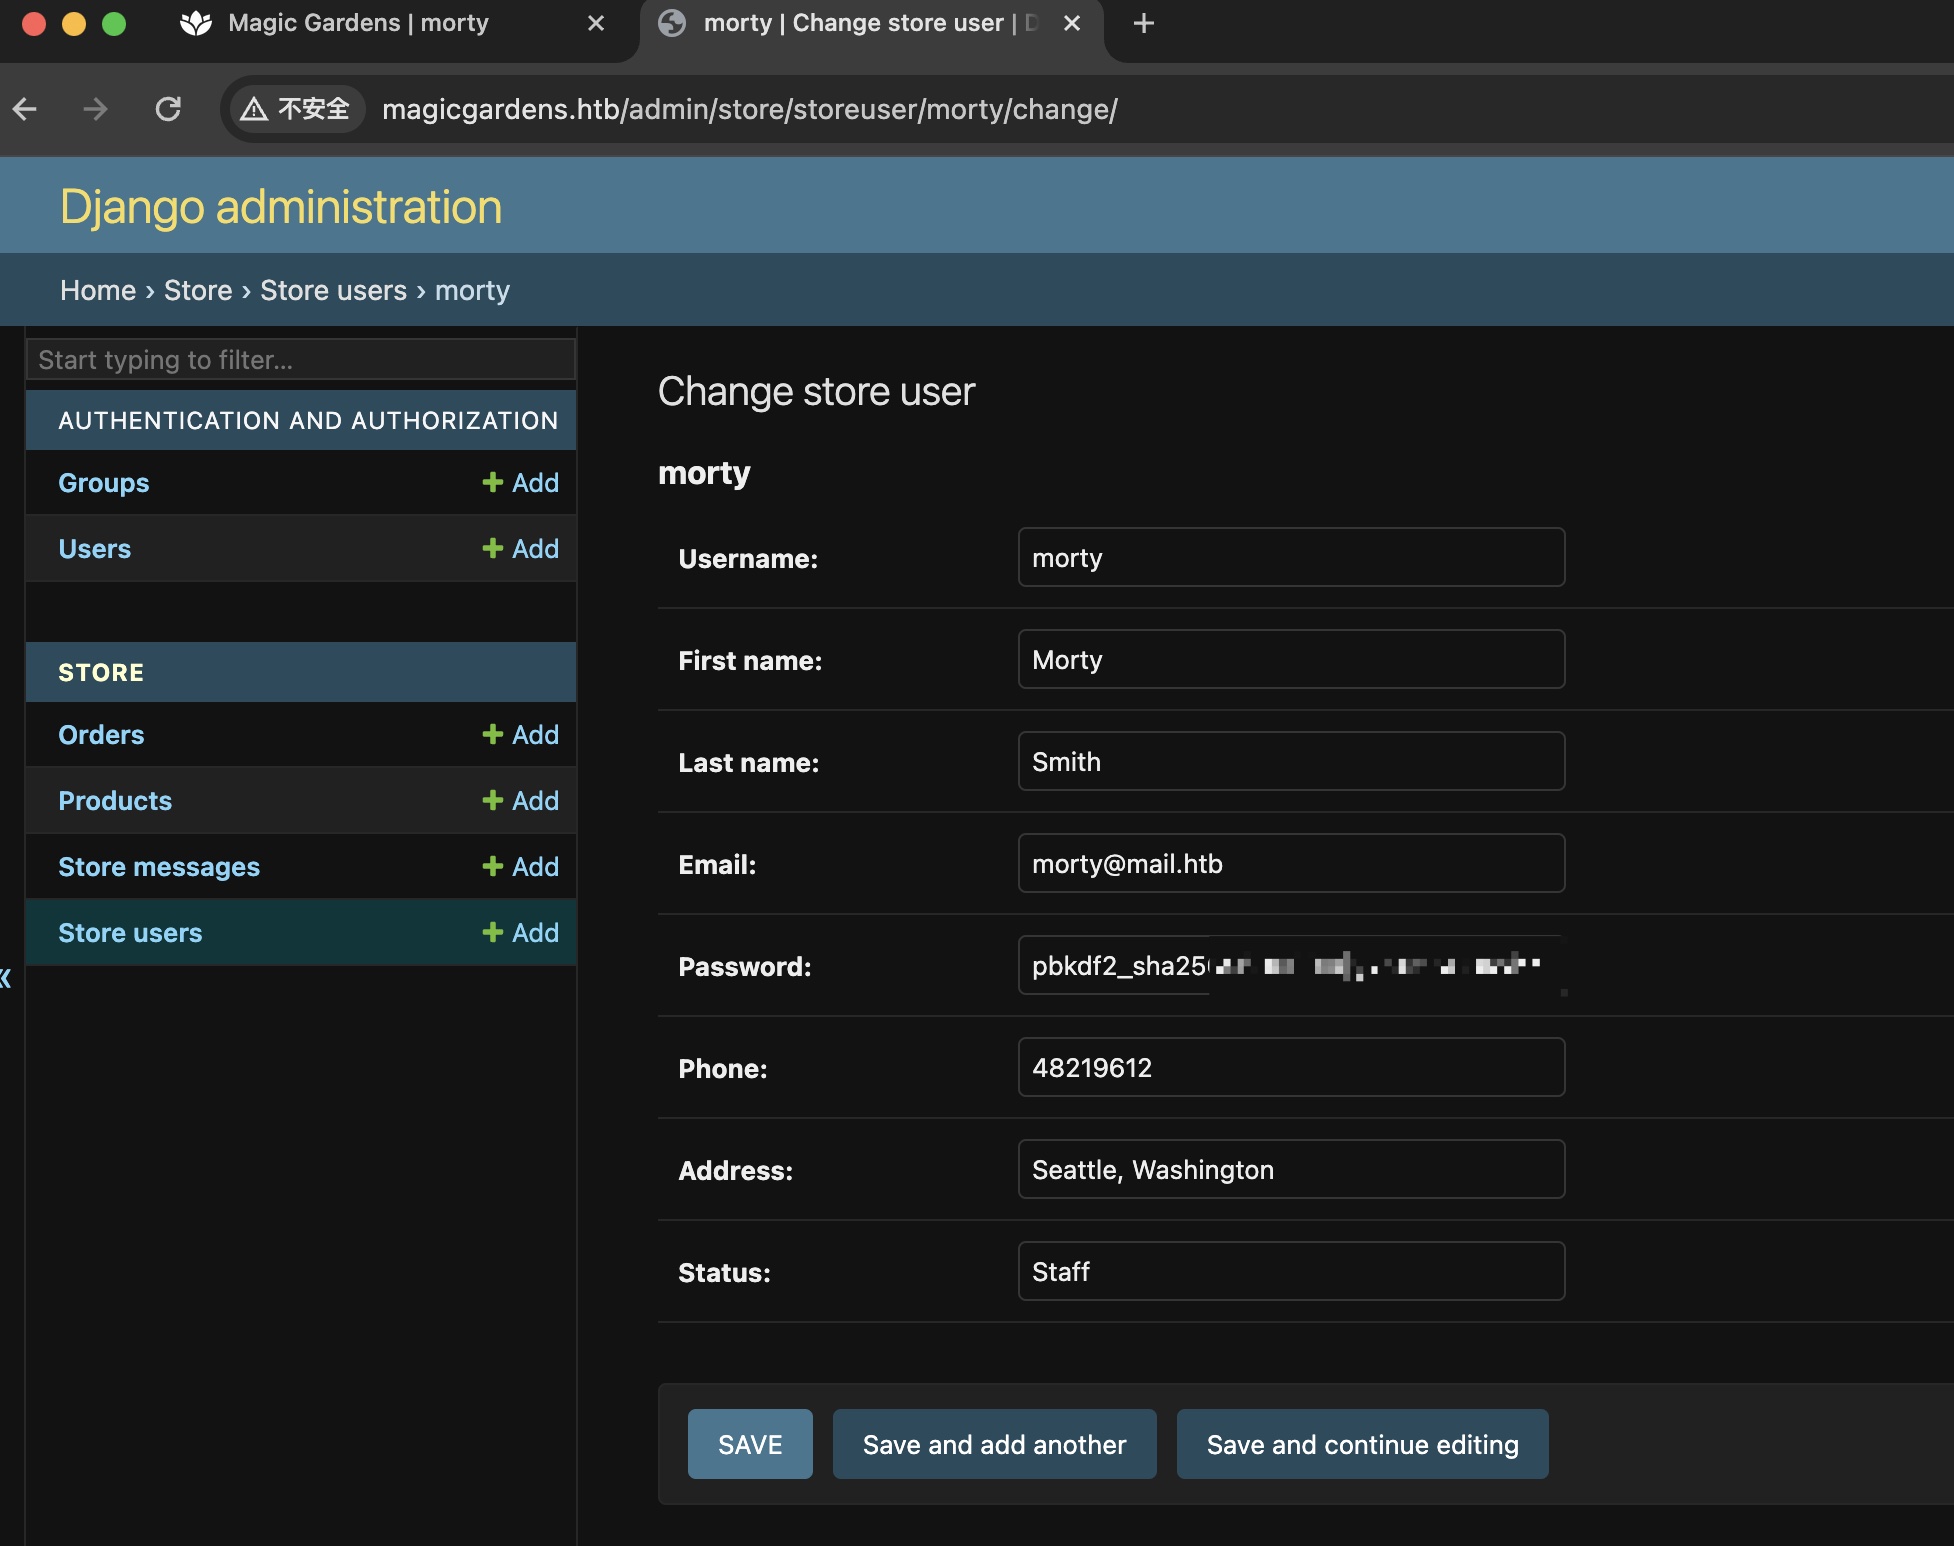 Magic Gardens | morty
morty | Change store user |
不安全 magicgardens.htb/admin/store/storeuser/morty/change/
Django administration
Home › Store › Store users › morty
Start typing to filter...
AUTHENTICATION AND AUTHORIZATION
Groups + Add
Users + Add
STORE
Orders + Add
Products + Add
Store messages + Add
Store users + Add
«
Change store user
morty
Username: morty
First name: Morty
Last name: Smith
Email: morty@mail.htb
Password: pbkdf2_sha25
Phone: 48219612
Address: Seattle, Washington
Status: Staff
SAVE Save and add another Save and continue editing